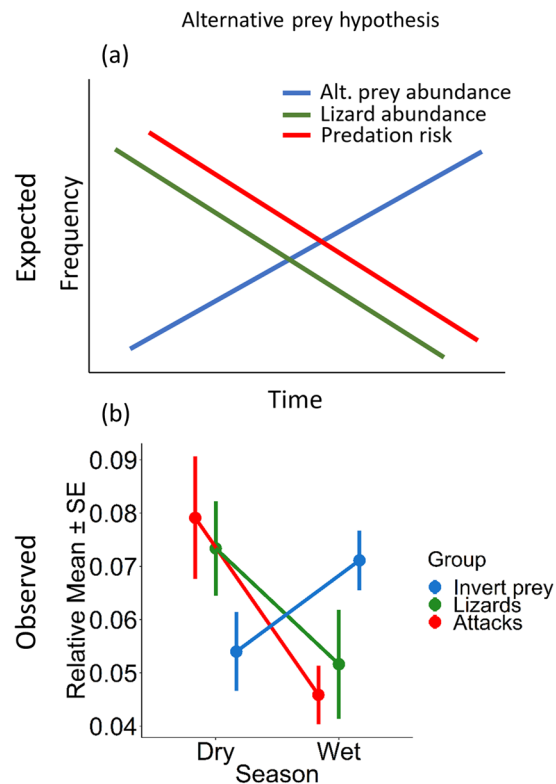 Alternative prey hypothesis
(a)
Alt. prey abundance
Lizard abundance
Predation risk
Expected
Frequency
Time
(b)
Observed
Relative Mean ± SE
0.09
0.08
0.07
0.06
0.05
0.04
Group
Invert prey
Lizards
Attacks
Dry
Wet
Season